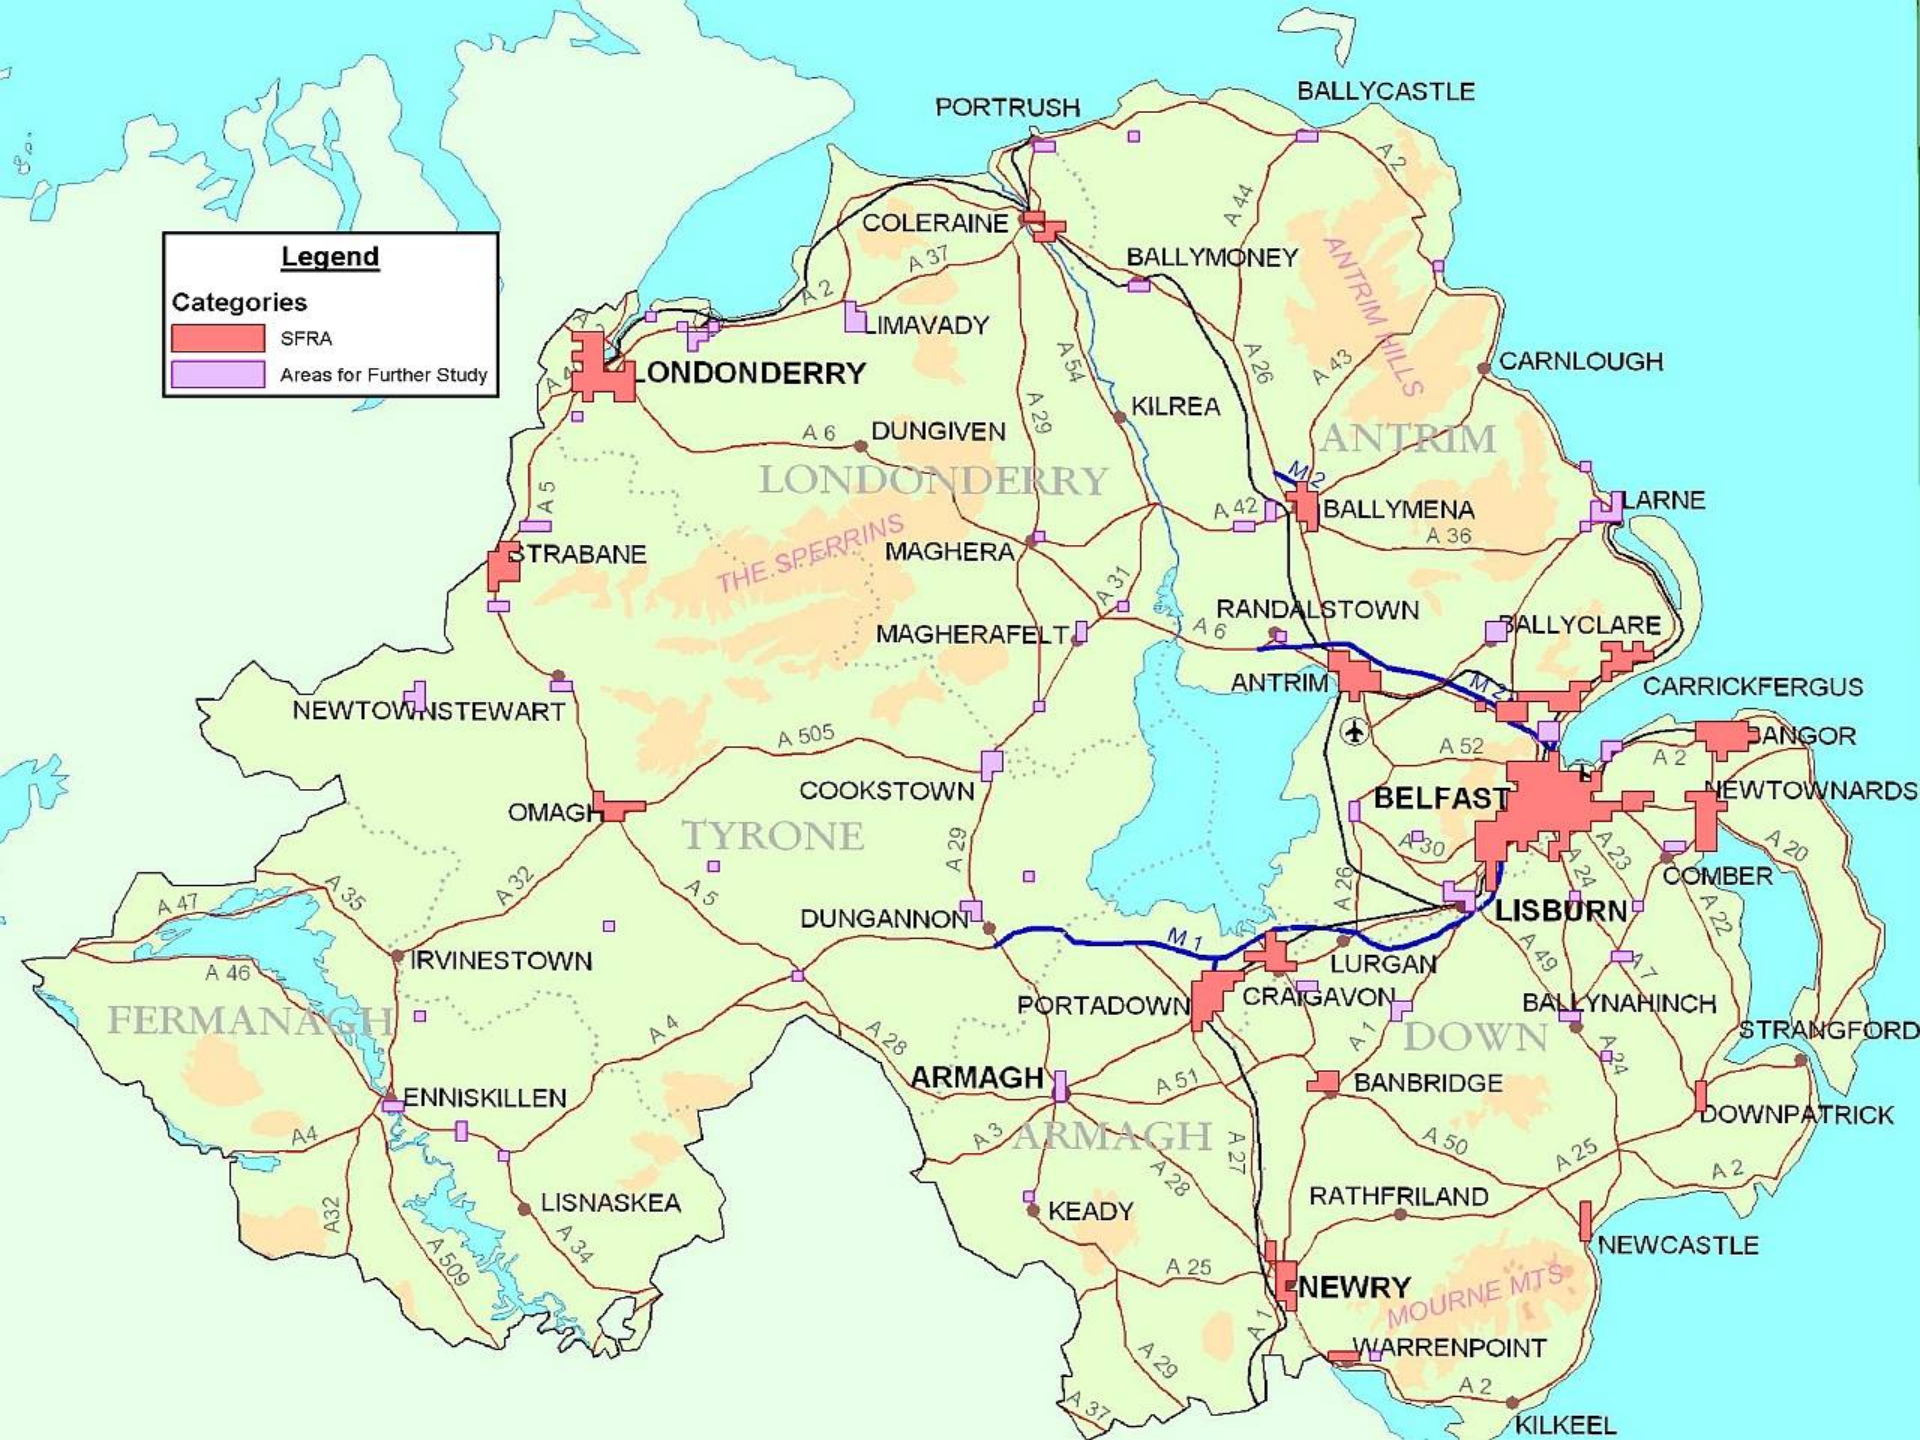 BALLYCASTLE
PORTRUSH
A 2
A 44
COLERAINE
ANTRIM HILLS
Legend
Categories
SFRA
Areas for Further Study
A 37
BALLYMONEY
A 2
LIMAVADY
A 54
A 26
A 43
CARNLOUGH
A 4
LONDONDERRY
A 29
KILREA
A 6
DUNGIVEN
ANTRIM
LONDONDERRY
M 2
A 5
A 42
BALLYMENA
LARNE
THE SPERRINS
STRABANE
MAGHERA
A 36
A 31
RANDALSTOWN
MAGHERAFELT
A 6
BALLYCLARE
ANTRIM
M 2
CARRICKFERGUS
NEWTOWNSTEWART
A 505
A 52
BANGOR
A 2
COOKSTOWN
BELFAST
NEWTOWNARDS
OMAGH
TYRONE
A 29
A 30
A 23
A 20
A 24
COMBER
A 47
A 35
A 32
A 5
A 26
A 22
DUNGANNON
LISBURN
M 1
A 49
IRVINESTOWN
LURGAN
A 7
A 46
FERMANAGH
PORTADOWN
CRAIGAVON
BALLYNAHINCH
A 4
A 28
A 1
DOWN
STRANGFORD
A 24
ARMAGH
A 51
BANBRIDGE
ENNISKILLEN
DOWNPATRICK
A4
A 3
ARMAGH
A 27
A 50
A 25
A 2
A 28
A32
LISNASKEA
KEADY
RATHFRILAND
A 509
A 34
NEWCASTLE
A 25
NEWRY
MOURNE MTS
A 1
WARRENPOINT
A 29
A 2
A 37
KILKEEL